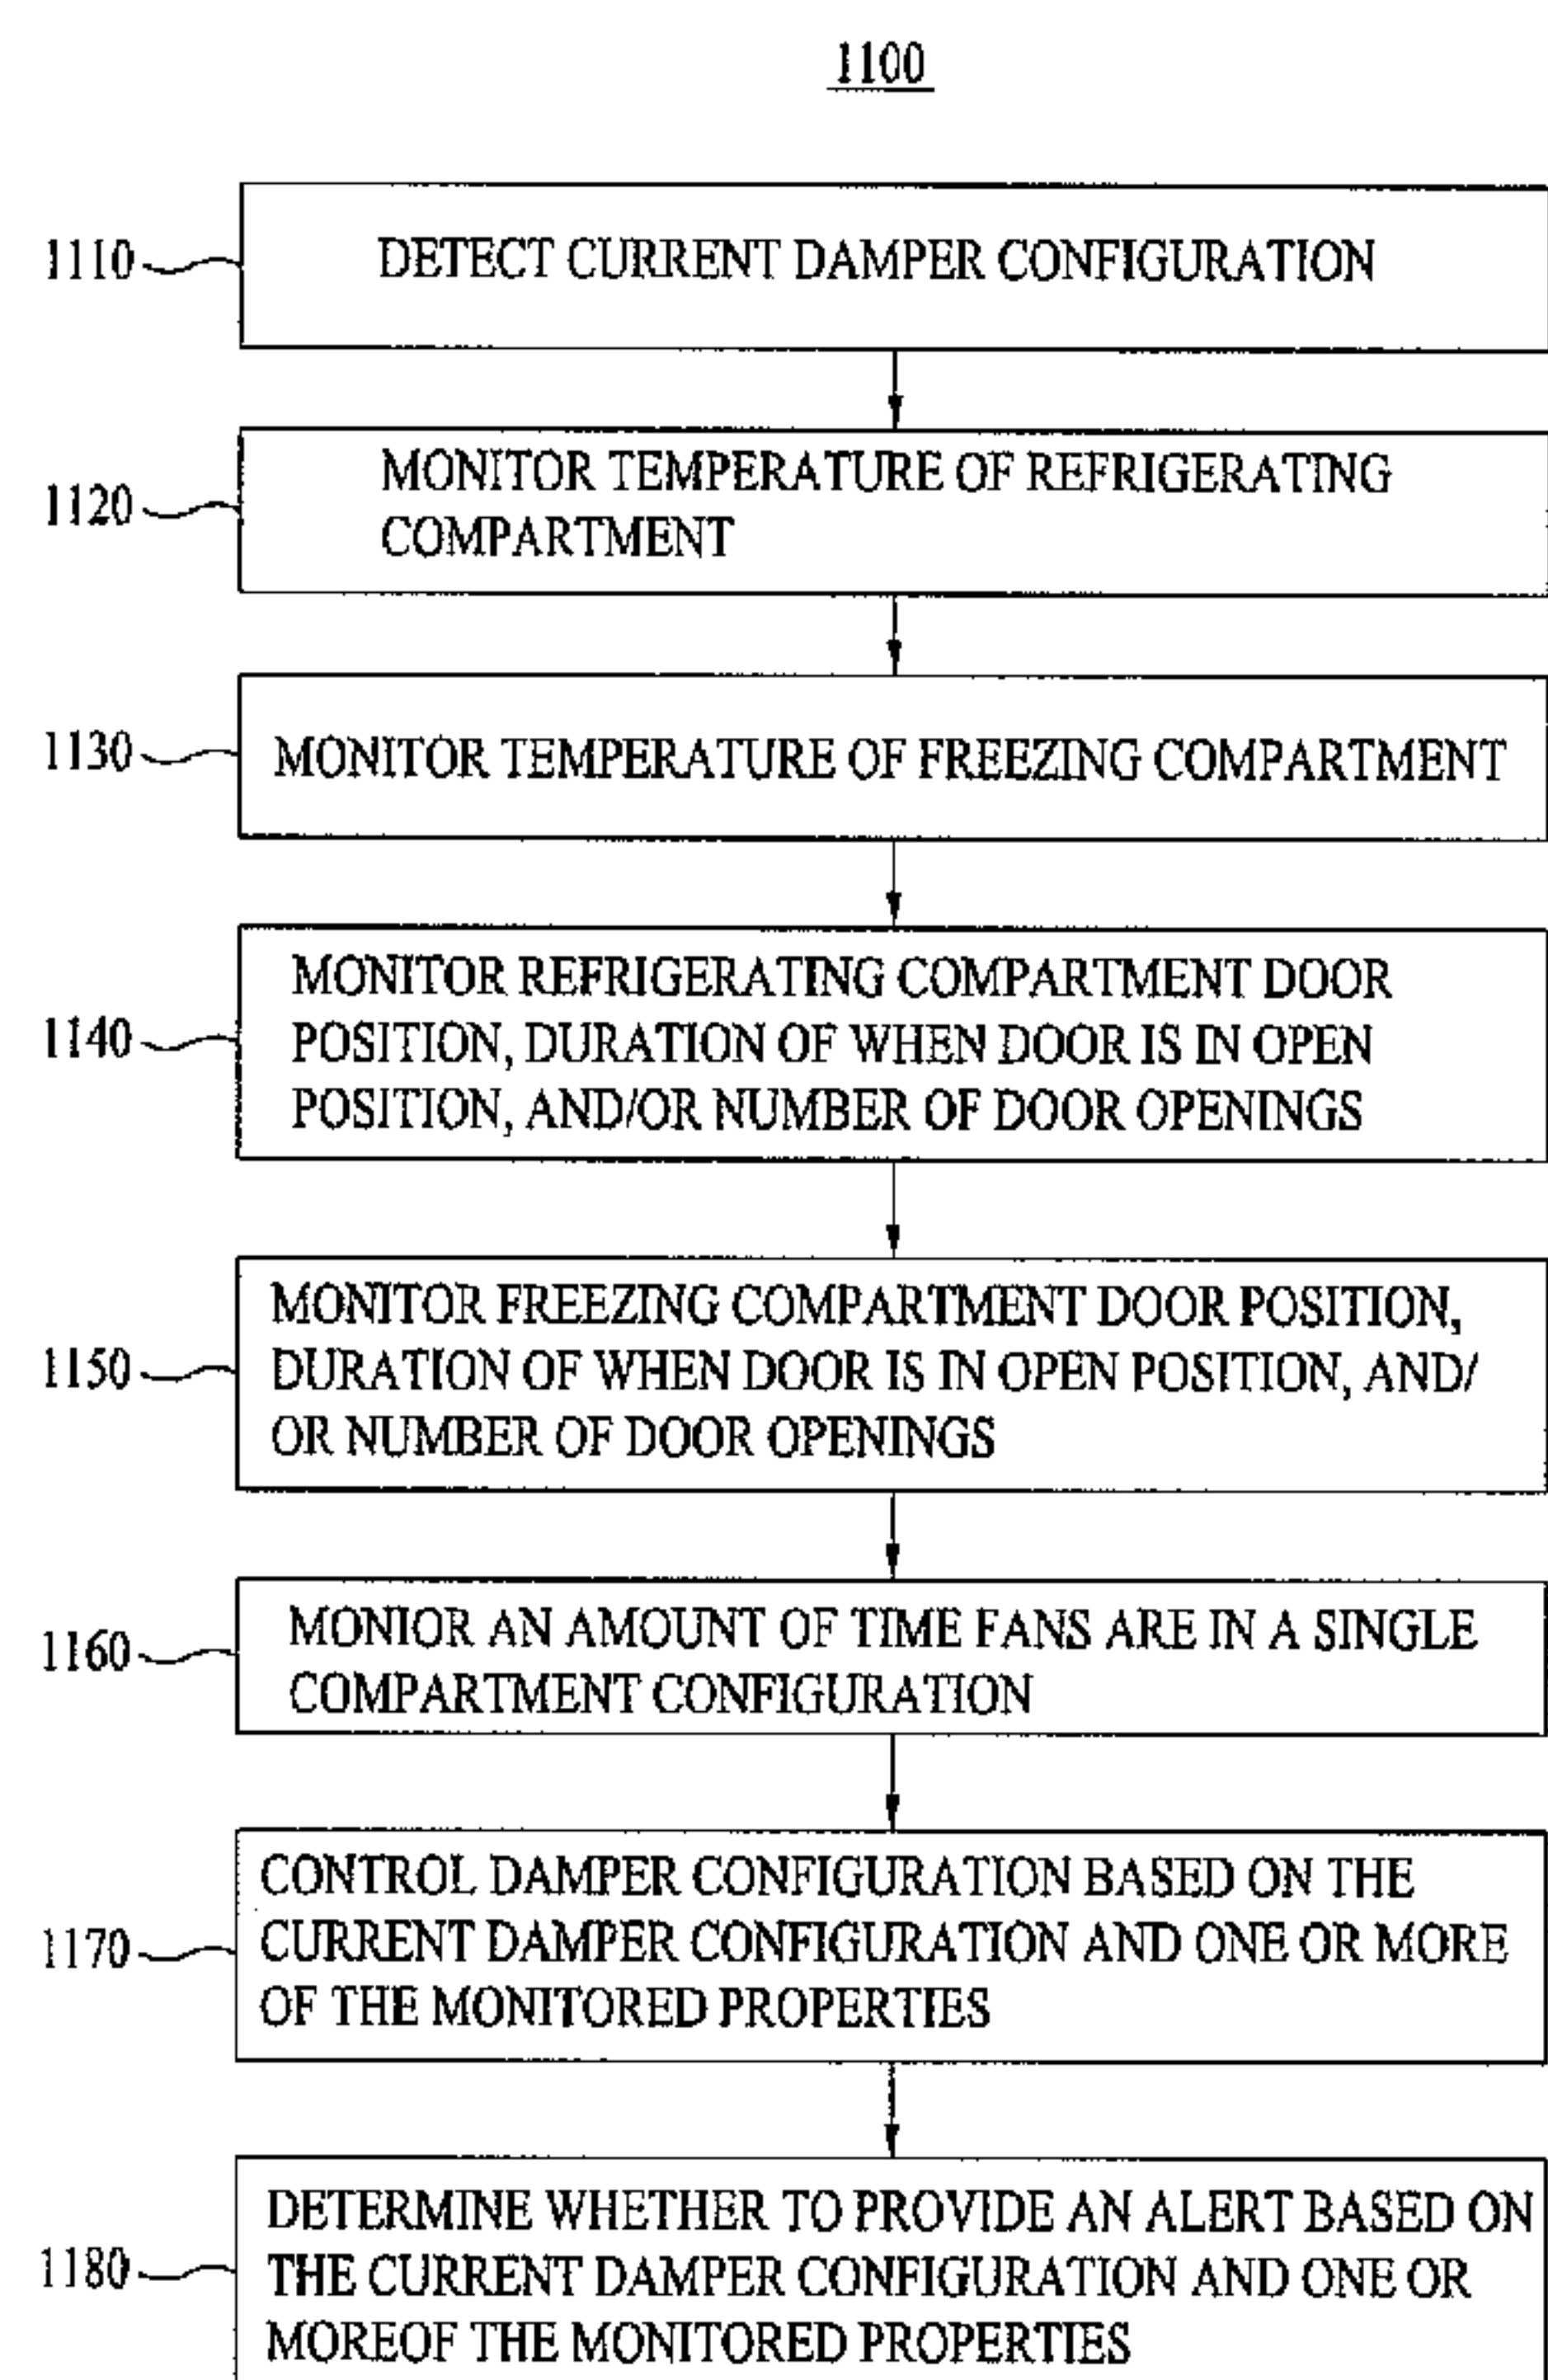 1100
1110
DETECT CURRENT DAMPER CONFIGURATION
1120
MONITOR TEMPERATURE OF REFRIGERATING
COMPARTMENT
1130
MONITOR TEMPERATURE OF FREEZING COMPARTMENT
1140
MONITOR REFRIGERATING COMPARTMENT DOOR
POSITION, DURATION OF WHEN DOOR IS IN OPEN
POSITION, AND/OR NUMBER OF DOOR OPENINGS
1150
MONITOR FREEZING COMPARTMENT DOOR POSITION,
DURATION OF WHEN DOOR IS IN OPEN POSITION, AND/
OR NUMBER OF DOOR OPENINGS
1160
MONIOR AN AMOUNT OF TIME FANS ARE IN A SINGLE
COMPARTMENT CONFIGURATION
1170
CONTROL DAMPER CONFIGURATION BASED ON THE
CURRENT DAMPER CONFIGURATION AND ONE OR MORE
OF THE MONITORED PROPERTIES
1180
DETERMINE WHETHER TO PROVIDE AN ALERT BASED ON
THE CURRENT DAMPER CONFIGURATION AND ONE OR
MOREOF THE MONITORED PROPERTIES